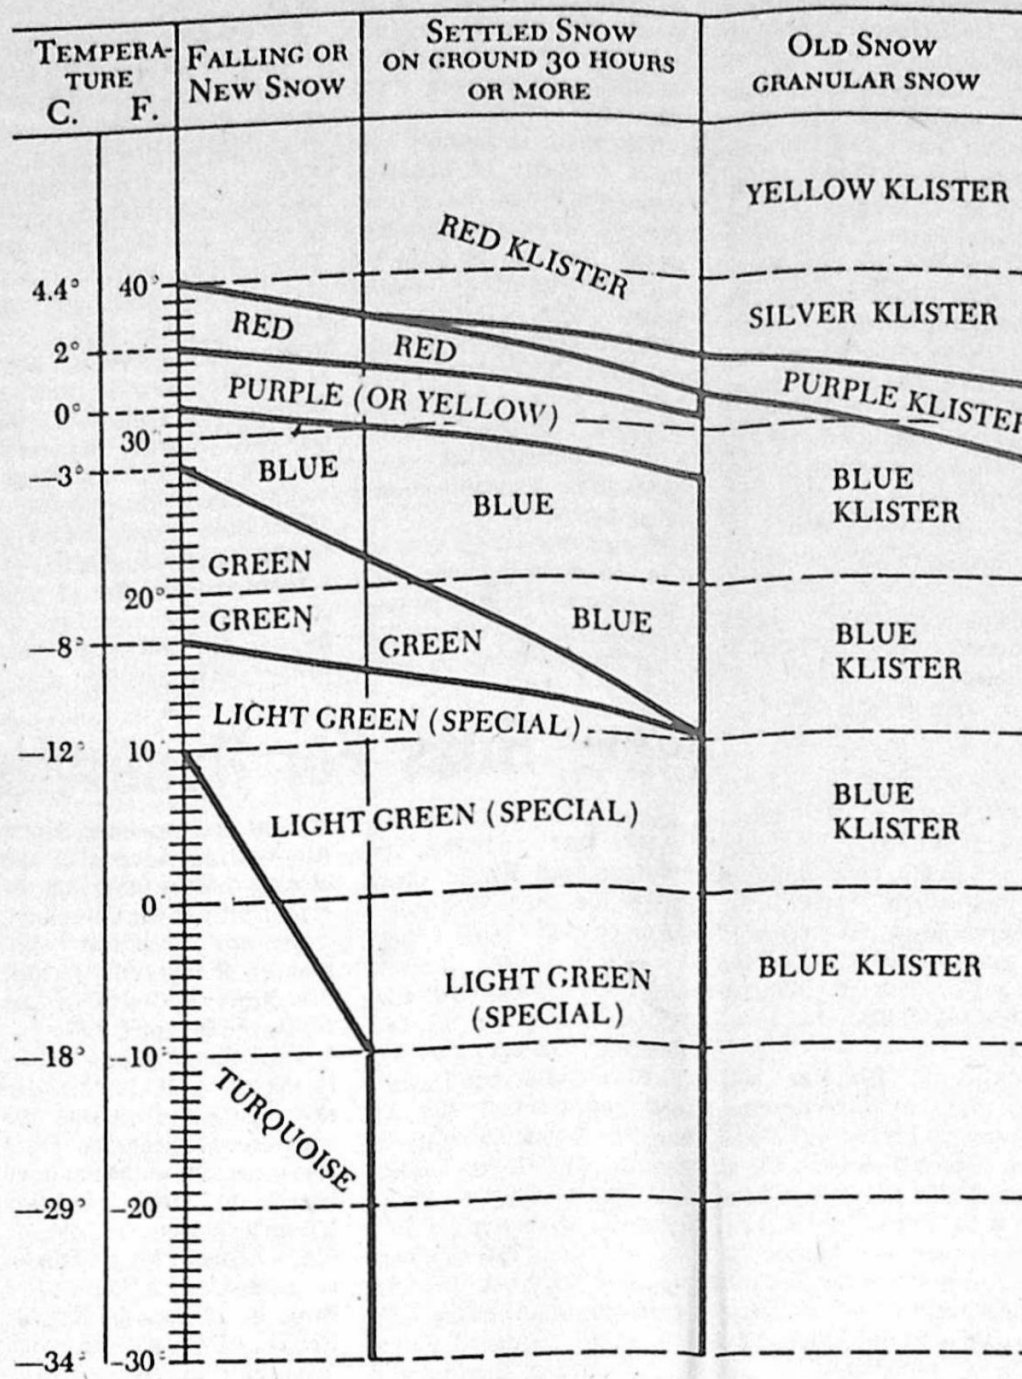 TEMPERA-
TURE
C. F.
FALLING OR
NEW SNOW
SETTLED SNOW
ON GROUND 30 HOURS
OR MORE
OLD SNOW
GRANULAR SNOW
YELLOW KLISTER
RED KLISTER
4.4° 40°
SILVER KLISTER
RED
RED
2°
PURPLE KLISTER
PURPLE (OR YELLOW)
0°
30°
BLUE
—3°
BLUE
BLUE
KLISTER
GREEN
20°
GREEN
BLUE
GREEN
—8°
BLUE
KLISTER
LIGHT GREEN (SPECIAL)
—12° 10°
LIGHT GREEN (SPECIAL)
BLUE
KLISTER
0°
BLUE KLISTER
LIGHT GREEN
(SPECIAL)
—18° -10°
TURQUOISE
—29° -20
—34° -30°